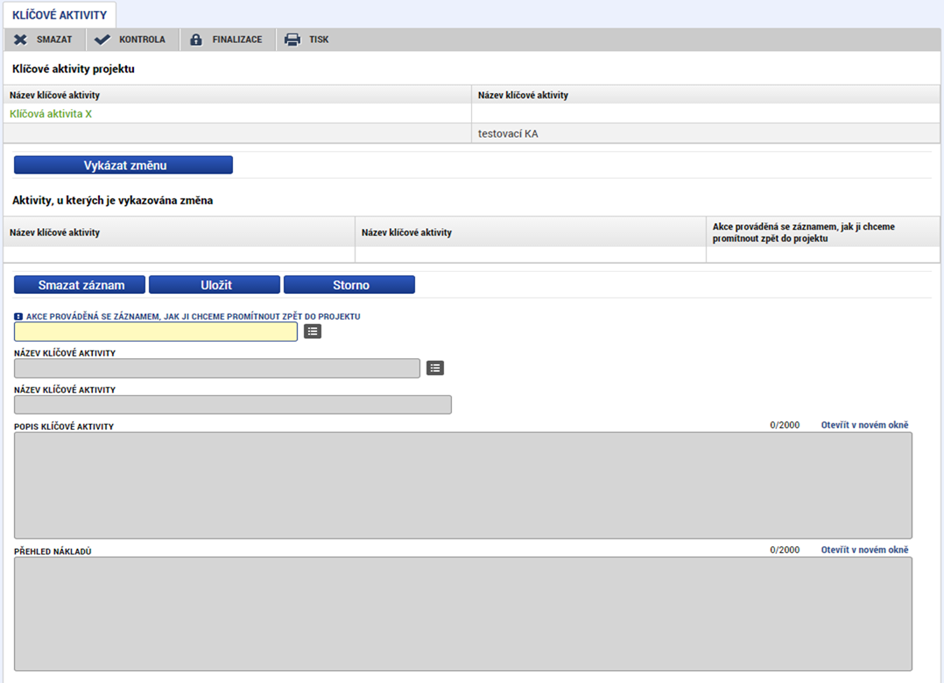 KLÍČOVÉ AKTIVITY
SMAZAT KONTROLA FINALIZACE TISK
Klíčové aktivity projektu
Název klíčové aktivity Název klíčové aktivity
Klíčová aktivita X
testovací KA
Vykázat změnu
Aktivity, u kterých je vykazována změna
Název klíčové aktivity Název klíčové aktivity Akce prováděná se záznamem, jak ji chceme
promítnout zpět do projektu
Smazat záznam Uložit Storno
AKCE PROVÁDĚNÁ SE ZÁZNAMEM, JAK JI CHCEME PROMÍTNOUT ZPĚT DO PROJEKTU
NÁZEV KLÍČOVÉ AKTIVITY
NÁZEV KLÍČOVÉ AKTIVITY
POPIS KLÍČOVÉ AKTIVITY 0/2000 Otevřít v novém okně
PŘEHLED NÁKLADŮ 0/2000 Otevřít v novém okně